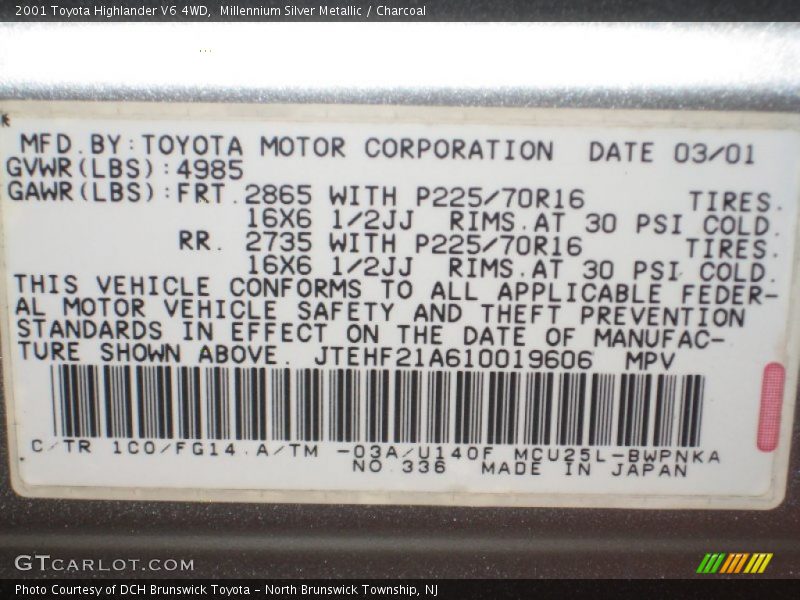 2001 Toyota Highlander V6 4WD,  Millennium Silver Metallic / Charcoal
MFD.BY:TOYOTA MOTOR CORPORATION   DATE 03/01
GVWR(LBS):4985
GAWR(LBS):FRT.2865 WITH P225/70R16       TIRES.
16X6 1/2JJ   RIMS.AT 30 PSI COLD.
RR. 2735 WITH P225/70R16       TIRES.
16X6 1/2JJ   RIMS.AT 30 PSI COLD.
THIS VEHICLE CONFORMS TO ALL APPLICABLE FEDER-
AL MOTOR VEHICLE SAFETY AND THEFT PREVENTION
STANDARDS IN EFFECT ON THE DATE OF MANUFAC-
TURE SHOWN ABOVE. JTEHF21A610019606  MPV
C/TR 1C0/FG14.A/TM -03A/U140F MCU25L-BWPNKA
NO.336   MADE IN JAPAN
GTCARLOT.COM
Photo Courtesy of DCH Brunswick Toyota - North Brunswick Township, NJ